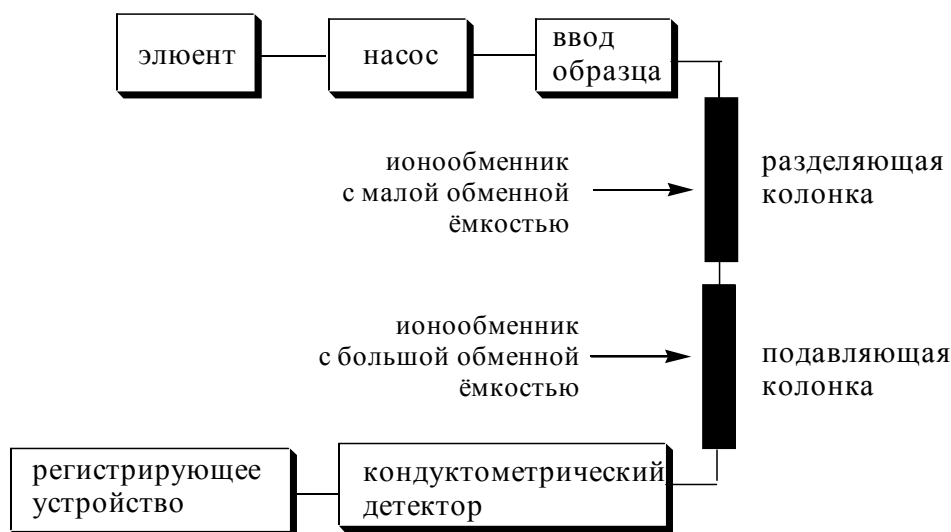 элюент
насос
ввод
образца
ионообменник
с малой обменной
ёмкостью
разделяющая
колонка
ионообменник
с большой обменной
ёмкостью
подавляющая
колонка
регистрирующее
устройство
кондуктометрический
детектор